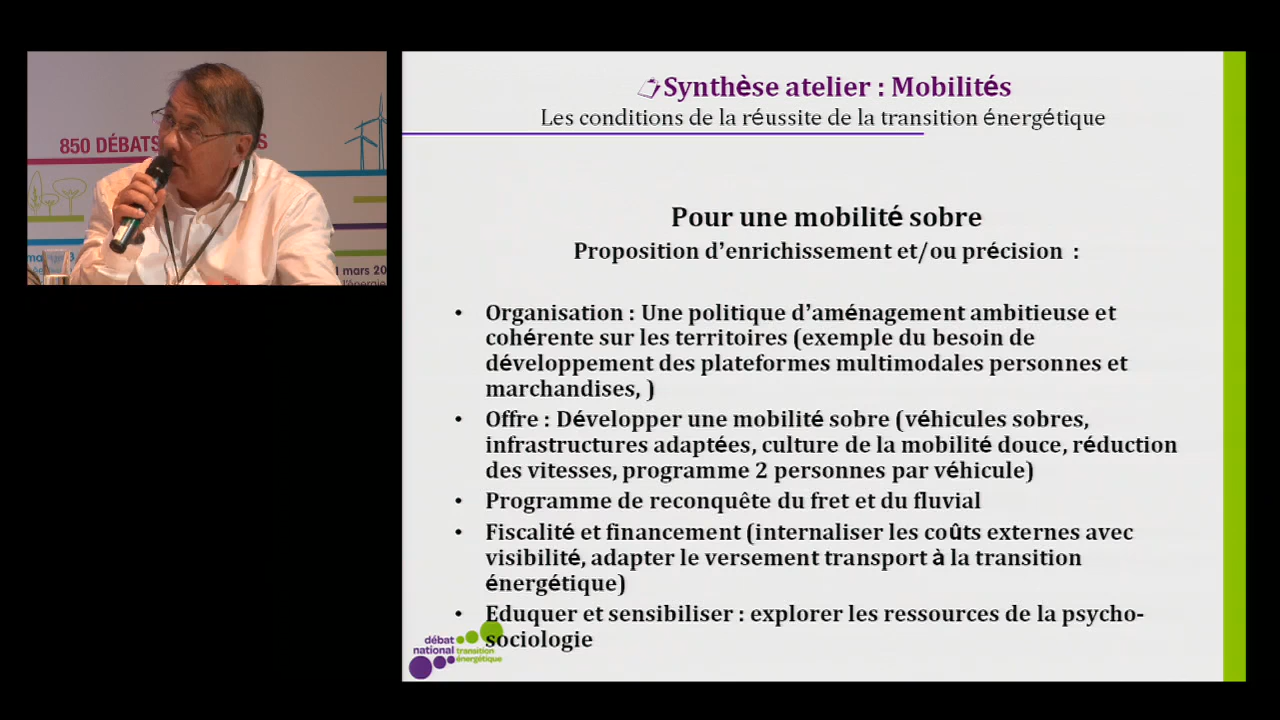 850 DÉBATS
S
1 mars 20
l'énergie
Synthèse atelier : Mobilités
Les conditions de la réussite de la transition énergétique
Pour une mobilité sobre
Proposition d’enrichissement et/ou précision :
• Organisation : Une politique d’aménagement ambitieuse et
cohérente sur les territoires (exemple du besoin de
développement des plateformes multimodales personnes et
marchandises, )
• Offre : Développer une mobilité sobre (véhicules sobres,
infrastructures adaptées, culture de la mobilité douce, réduction
des vitesses, programme 2 personnes par véhicule)
• Programme de reconquête du fret et du fluvial
• Fiscalité et financement (internaliser les coûts externes avec
visibilité, adapter le versement transport à la transition
énergétique)
• Eduquer et sensibiliser : explorer les ressources de la psycho-
sociologie
débat
national transition
énergétique